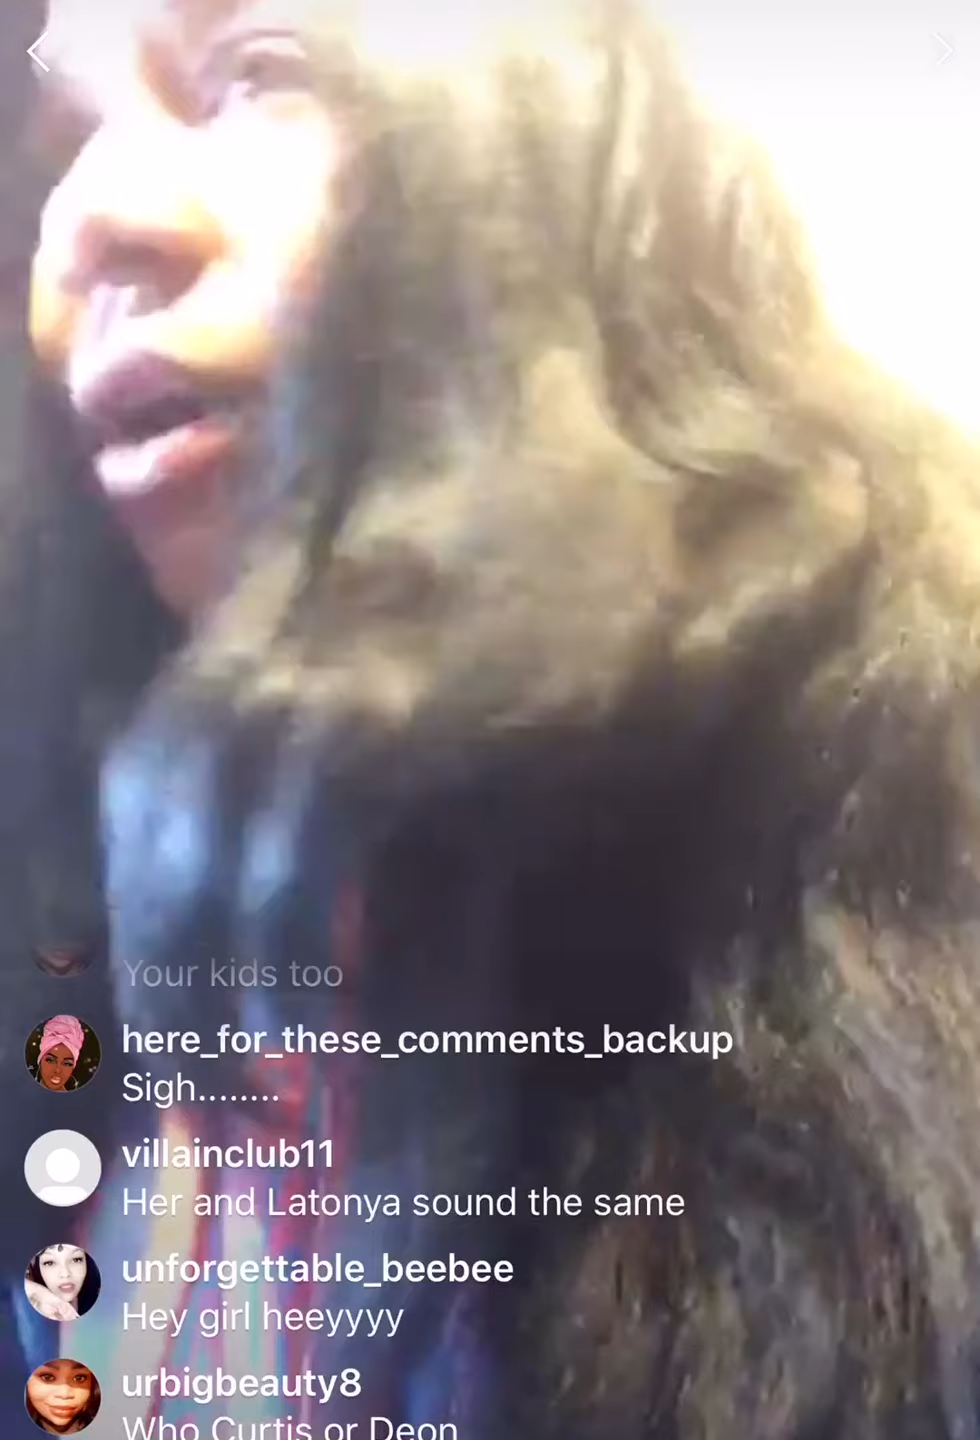 Your kids too
here_for_these_comments_backup
Sigh........
villainclub11
Her and Latonya sound the same
unforgettable_beebee
Hey girl heeyyyy
urbigbeauty8
Who Curtis or Deon